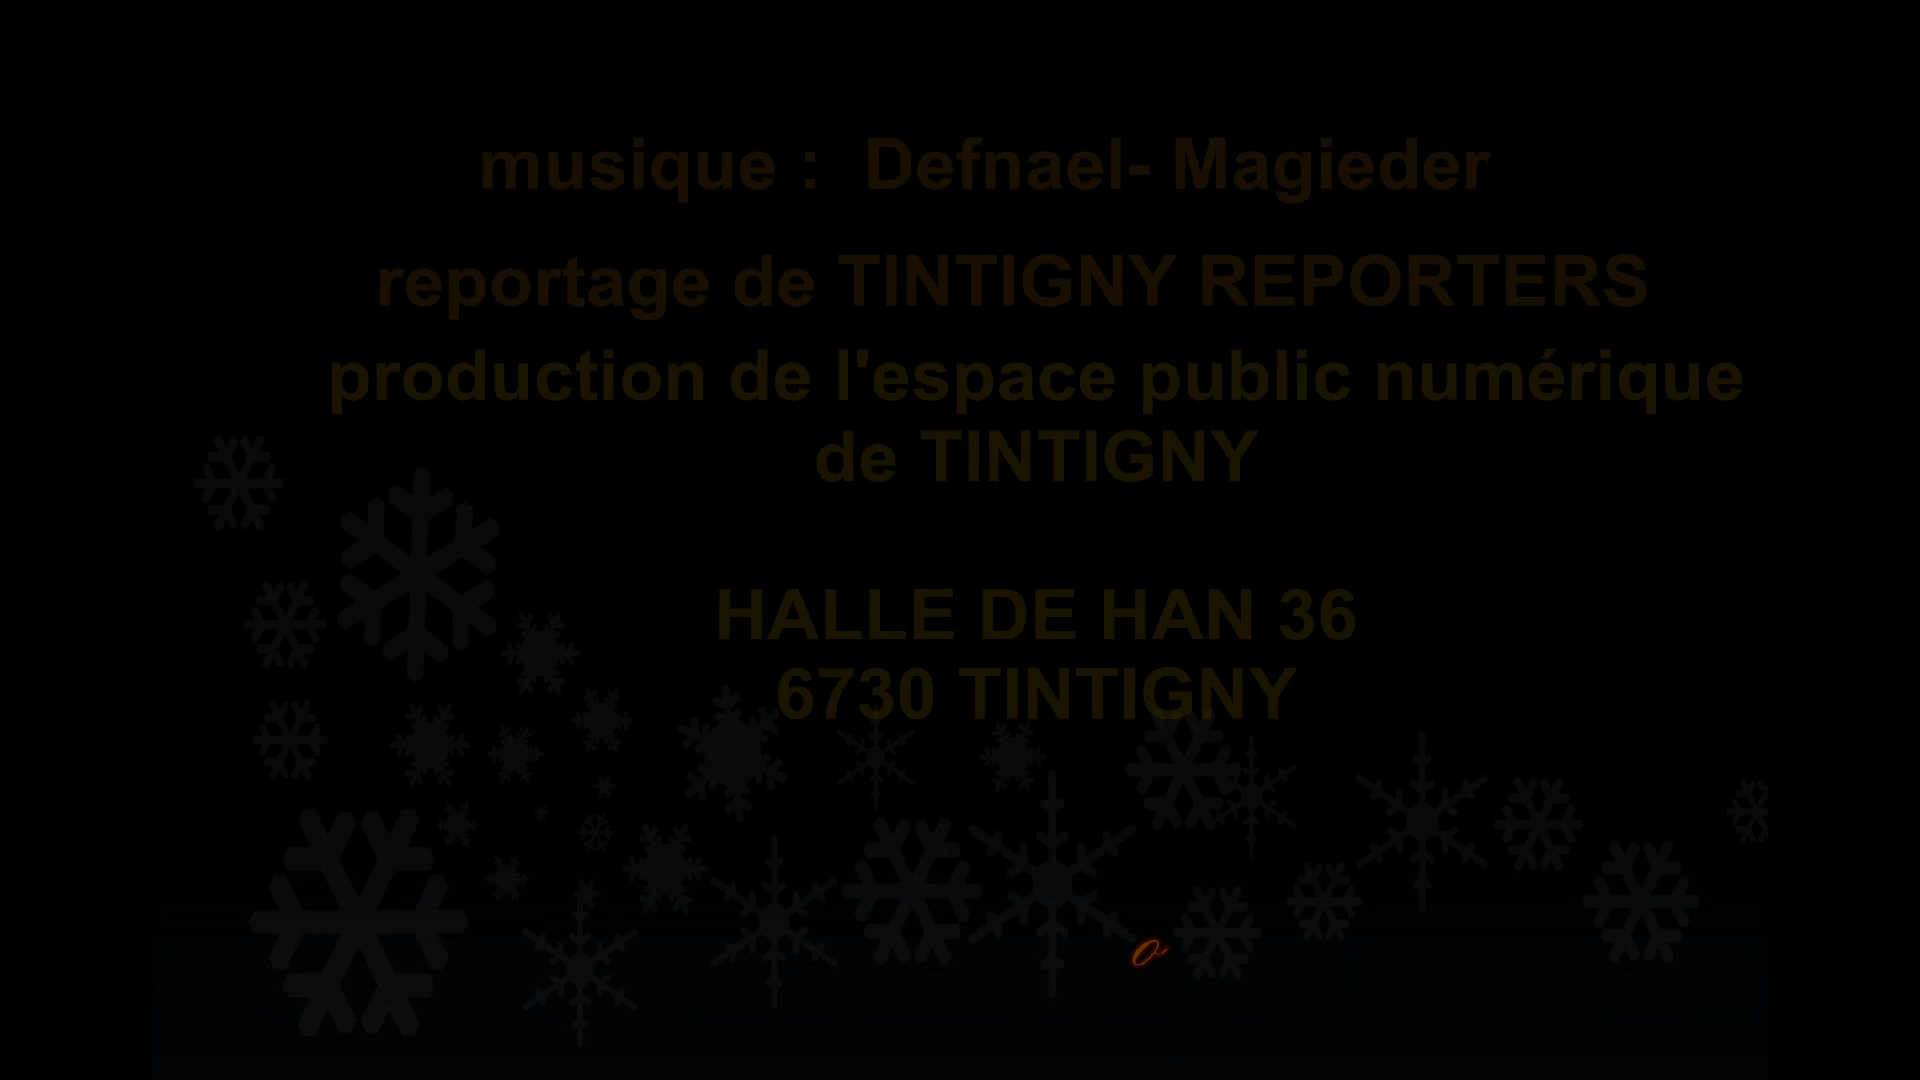 musique :  Defnael- Magieder
reportage de TINTIGNY REPORTERS
production de l'espace public numérique
de TINTIGNY
HALLE DE HAN 36
6730 TINTIGNY
o